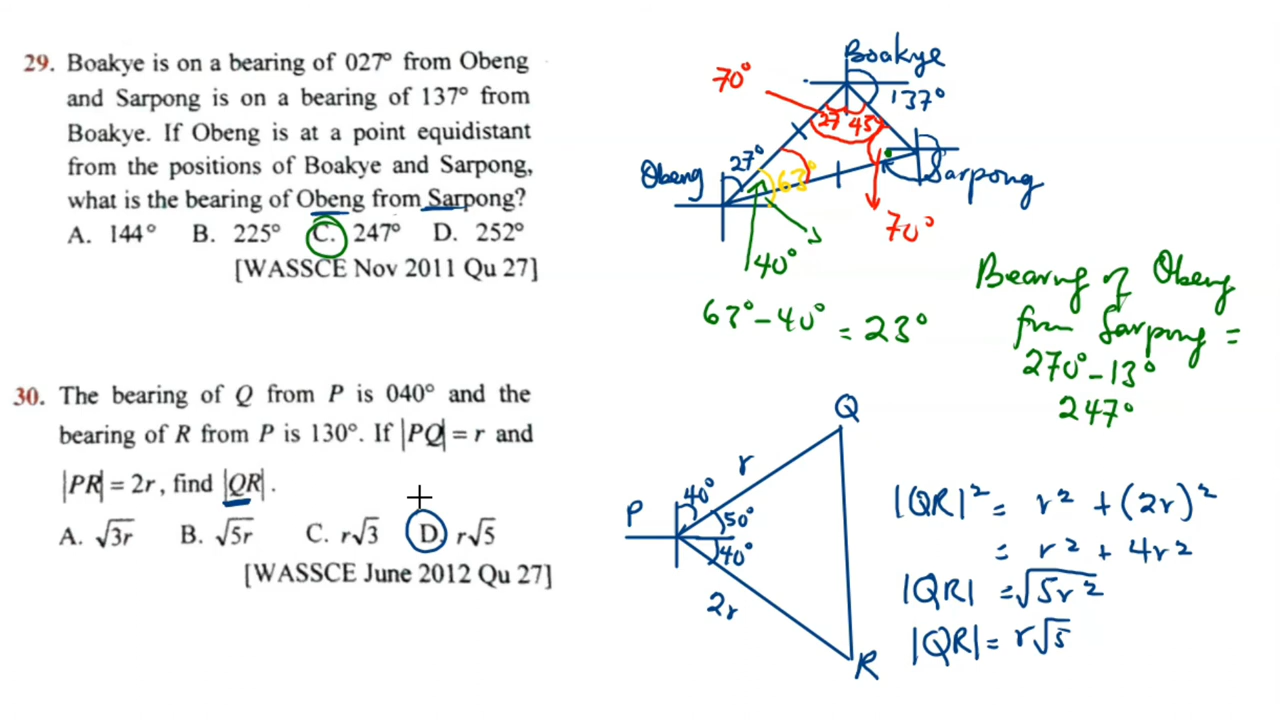 29. Boakye is on a bearing of 027° from Obeng
and Sarpong is on a bearing of 137° from
Boakye. If Obeng is at a point equidistant
from the positions of Boakye and Sarpong,
what is the bearing of Obeng from Sarpong?
A. 144° B. 225° C. 247° D. 252°
[WASSCE Nov 2011 Qu 27]
Boakye
70°
137°
27 43°
27°
Obeng
63°
Sarpong
70°
40°
63° - 40° = 23°
Bearing of Obeng
from Sarpong =
270° - 13°
247°
30. The bearing of Q from P is 040° and the
bearing of R from P is 130°. If |PQ| = r and
|PR| = 2r, find |QR|.
A. √3r B. √5r C. r√3 D. r√5
[WASSCE June 2012 Qu 27]
Q
r
40°
P
50°
40°
2r
R
|QR|² = r² + (2r)²
= r² + 4r²
|QR| = √5r²
|QR| = r√5